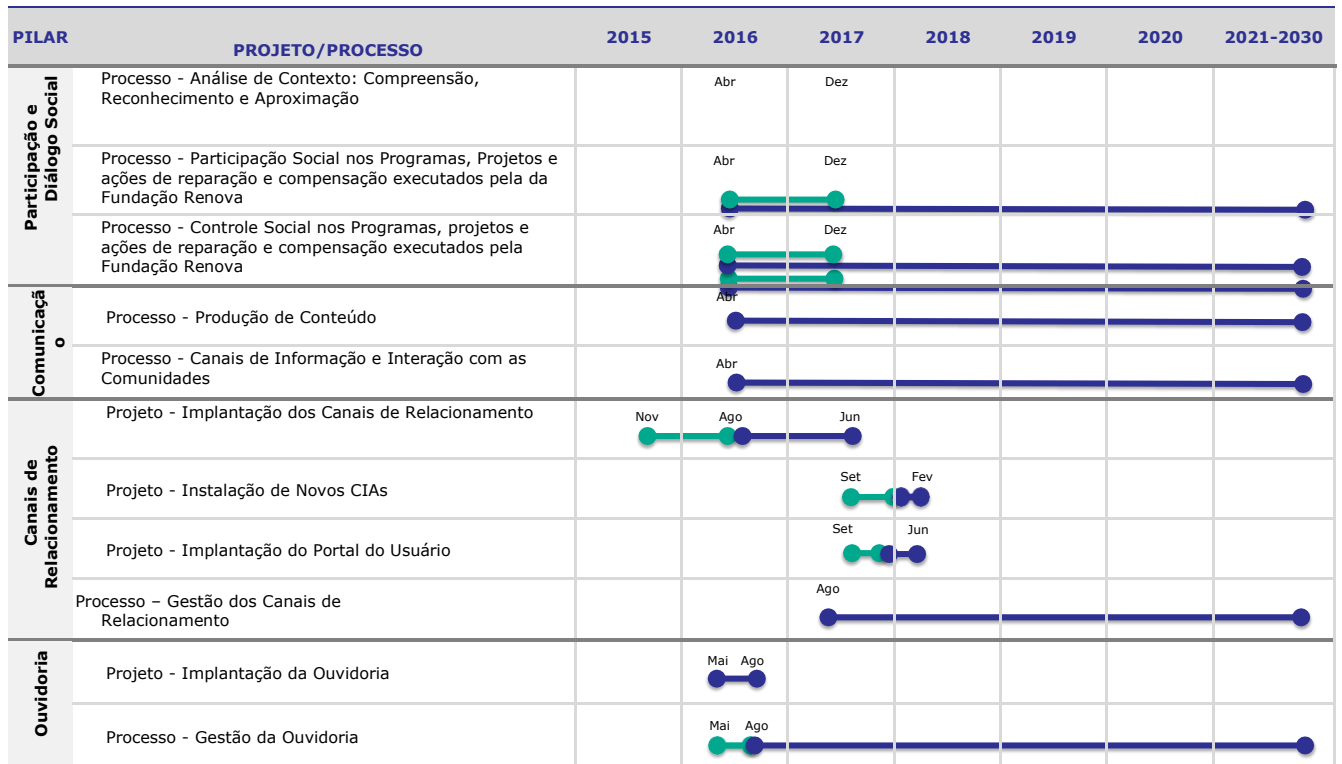 PILAR
PROJETO/PROCESSO
2015
2016
2017
2018
2019
2020
2021-2030
Participação e
Diálogo Social
Processo - Análise de Contexto: Compreensão,
Reconhecimento e Aproximação
Abr
Dez
Processo - Participação Social nos Programas, Projetos e
ações de reparação e compensação executados pela da
Fundação Renova
Abr
Dez
Processo - Controle Social nos Programas, projetos e
ações de reparação e compensação executados pela
Fundação Renova
Abr
Dez
Comunicaçã
o
Processo - Produção de Conteúdo
Abr
Processo - Canais de Informação e Interação com as
Comunidades
Abr
Canais de
Relacionamento
Projeto - Implantação dos Canais de Relacionamento
Nov
Ago
Jun
Projeto - Instalação de Novos CIAs
Set
Fev
Projeto - Implantação do Portal do Usuário
Set
Jun
Processo – Gestão dos Canais de
Relacionamento
Ago
Ouvidoria
Projeto - Implantação da Ouvidoria
Mai
Ago
Processo - Gestão da Ouvidoria
Mai
Ago